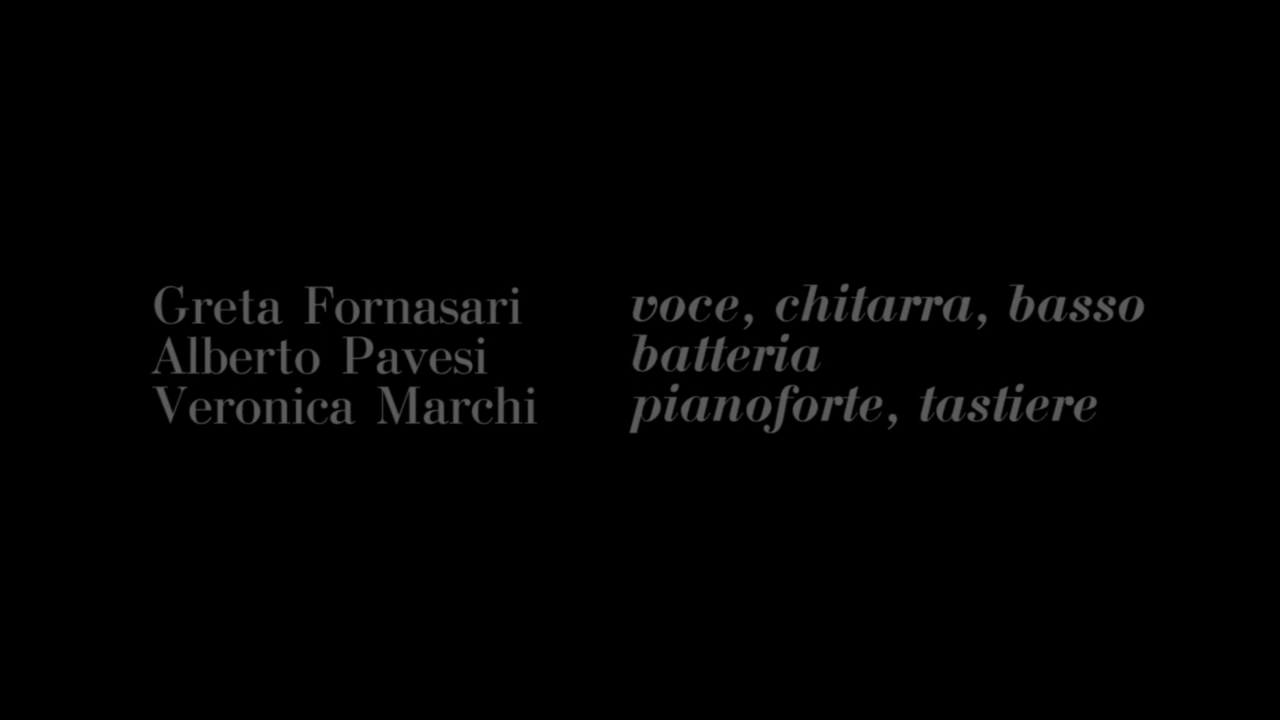 Greta Fornasari voce, chitarra, basso
Alberto Pavesi batteria
Veronica Marchi pianoforte, tastiere